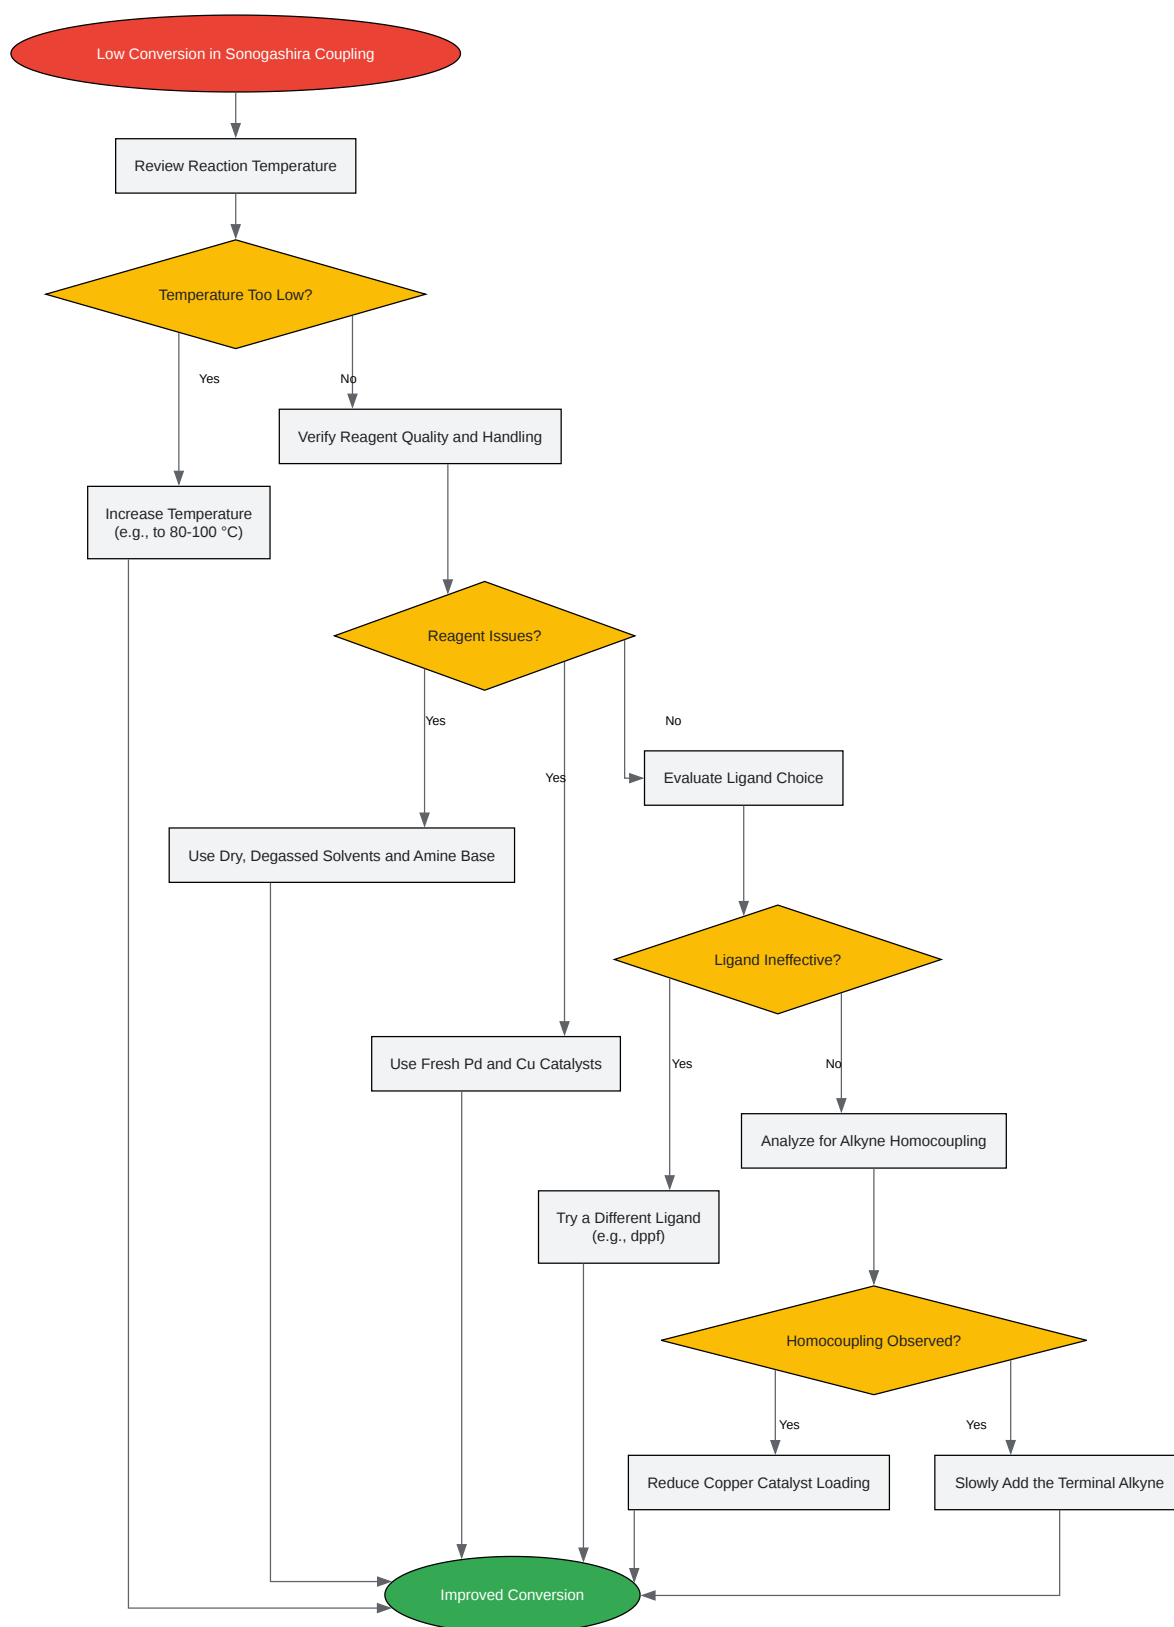 Low Conversion in Sonogashira Coupling
Review Reaction Temperature
Temperature Too Low?
Yes
No
Verify Reagent Quality and Handling
Increase Temperature
(e.g., to 80-100 °C)
Reagent Issues?
Yes
No
Yes
Evaluate Ligand Choice
Use Dry, Degassed Solvents and Amine Base
Ligand Ineffective?
Use Fresh Pd and Cu Catalysts
Yes
No
Analyze for Alkyne Homocoupling
Try a Different Ligand
(e.g., dppf)
Homocoupling Observed?
Yes
Yes
Reduce Copper Catalyst Loading
Slowly Add the Terminal Alkyne
Improved Conversion